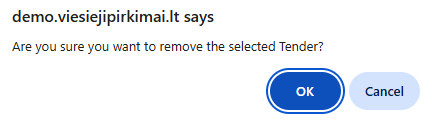 demo.viesiejipirkimai.lt says
Are you sure you want to remove the selected Tender?
OK
Cancel